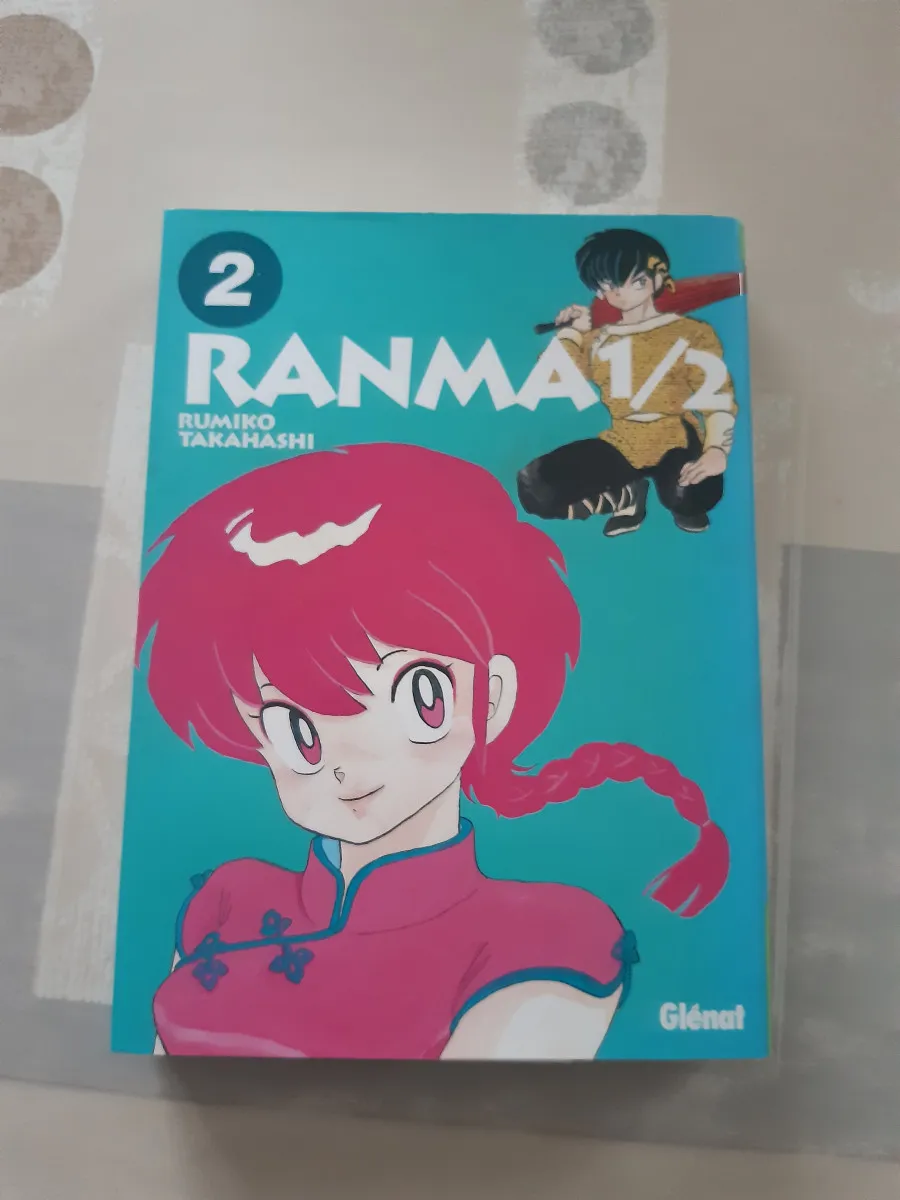 2
RANMA 1/2
RUMIKO
TAKAHASHI
Glénat